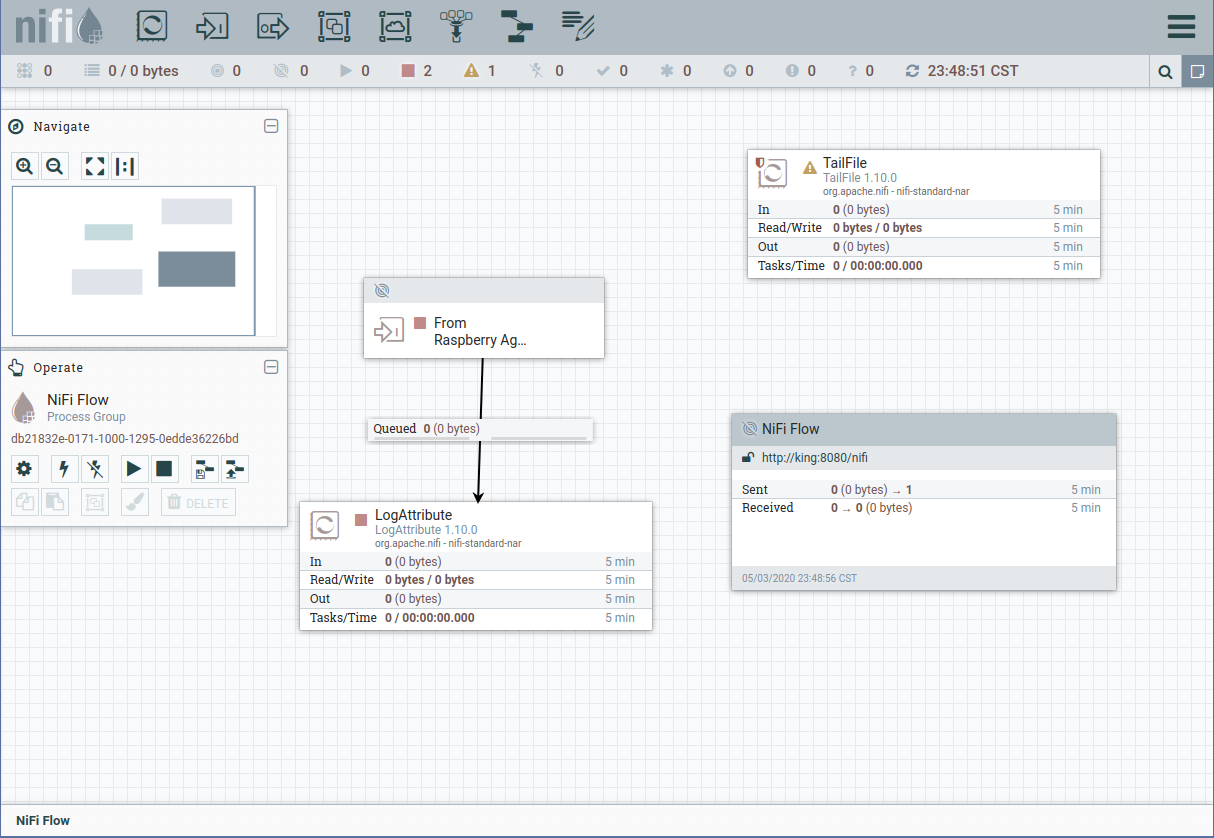 nifi
0 0 / 0 bytes 0 0 0 2 1 0 0 0 0 0 ? 0 23:48:51 CST
Navigate
Operate
NiFi Flow
Process Group
db21832e-0171-1000-1295-0edde36226bd
DELETE
TailFile
TailFile 1.10.0
org.apache.nifi - nifi-standard-nar
In 0 (0 bytes) 5 min
Read/Write 0 bytes / 0 bytes 5 min
Out 0 (0 bytes) 5 min
Tasks/Time 0 / 00:00:00.000 5 min
From
Raspberry Ag…
Queued 0 (0 bytes)
LogAttribute
LogAttribute 1.10.0
org.apache.nifi - nifi-standard-nar
In 0 (0 bytes) 5 min
Read/Write 0 bytes / 0 bytes 5 min
Out 0 (0 bytes) 5 min
Tasks/Time 0 / 00:00:00.000 5 min
NiFi Flow
http://king:8080/nifi
Sent 0 (0 bytes) → 1 5 min
Received 0 → 0 (0 bytes) 5 min
05/03/2020 23:48:56 CST
NiFi Flow